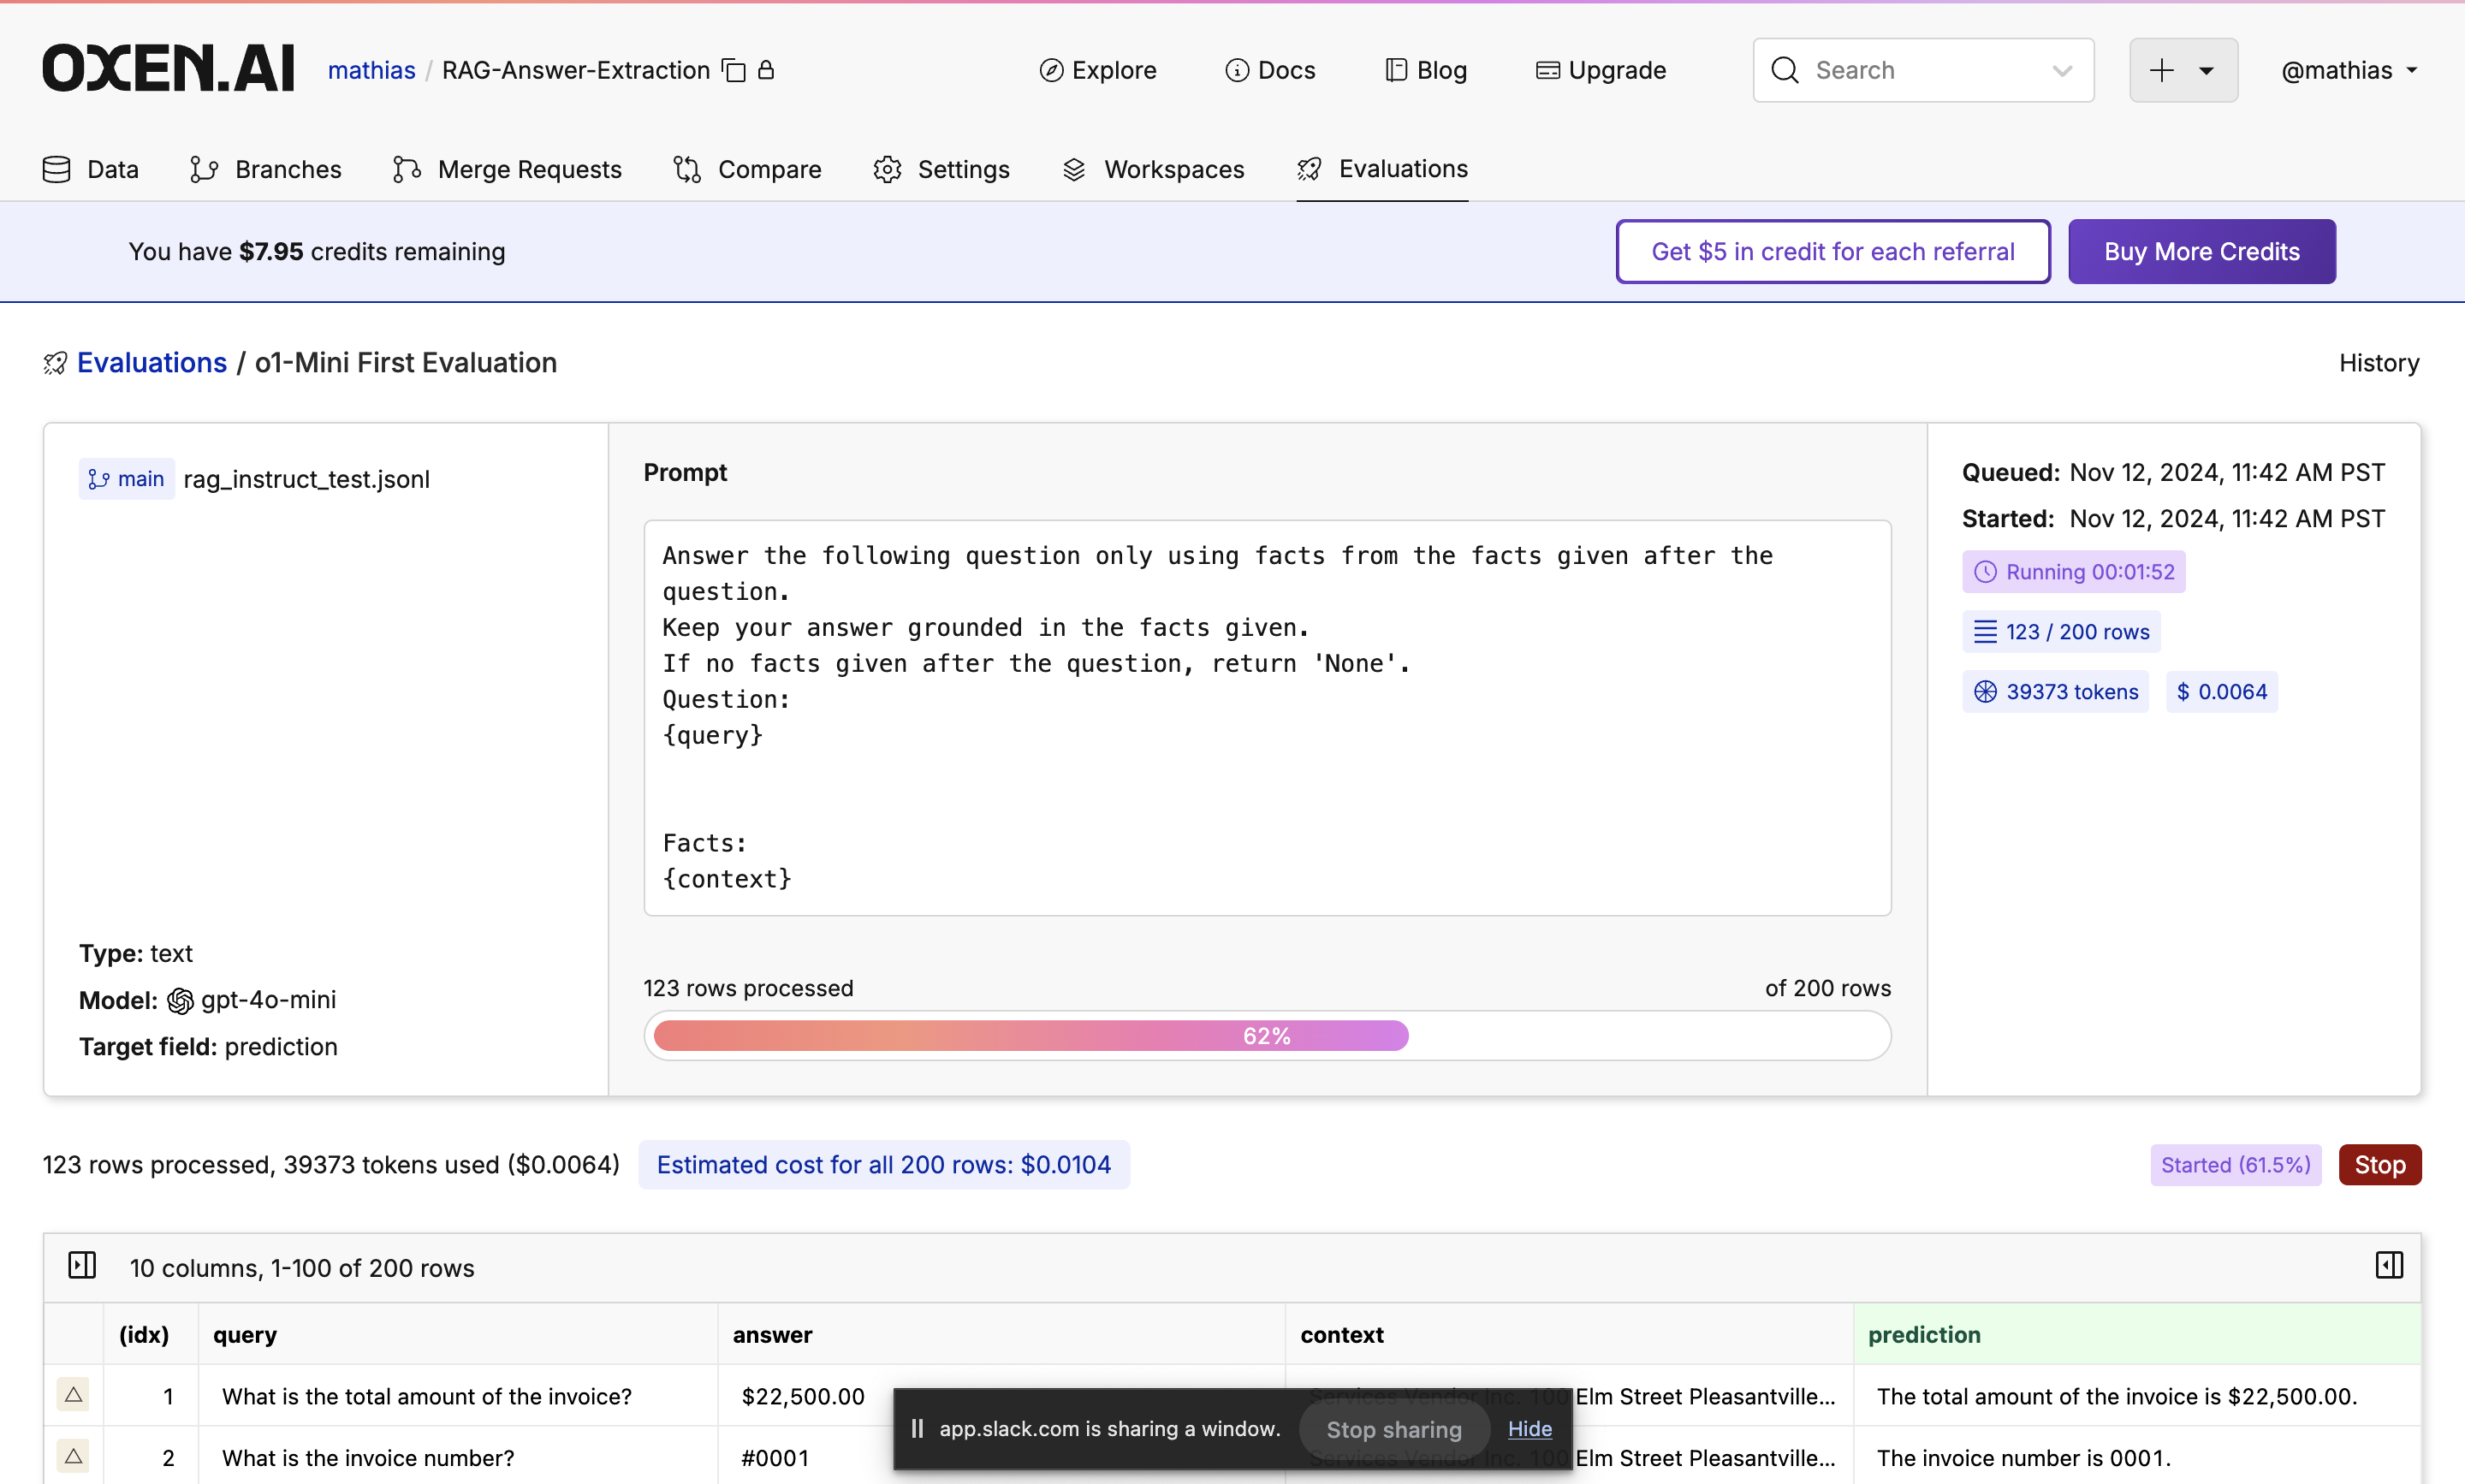 OXEN.AI mathias / RAG-Answer-Extraction Explore Docs Blog Upgrade Search @mathias
Data Branches Merge Requests Compare Settings Workspaces Evaluations
You have $7.95 credits remaining Get $5 in credit for each referral Buy More Credits
Evaluations / o1-Mini First Evaluation History
main rag_instruct_test.jsonl
Type: text
Model: gpt-4o-mini
Target field: prediction
Prompt
Answer the following question only using facts from the facts given after the
question.
Keep your answer grounded in the facts given.
If no facts given after the question, return 'None'.
Question:
{query}
Facts:
{context}
123 rows processed of 200 rows
62%
Queued: Nov 12, 2024, 11:42 AM PST
Started: Nov 12, 2024, 11:42 AM PST
Running 00:01:52
123 / 200 rows
39373 tokens $ 0.0064
123 rows processed, 39373 tokens used ($0.0064) Estimated cost for all 200 rows: $0.0104 Started (61.5%) Stop
10 columns, 1-100 of 200 rows
(idx) query answer context prediction
1 What is the total amount of the invoice? $22,500.00 Services Vendor Inc. 100 Elm Street Pleasantville... The total amount of the invoice is $22,500.00.
2 What is the invoice number? #0001 Services Vendor Inc. 100 Elm Street Pleasantville... The invoice number is 0001.
app.slack.com is sharing a window. Stop sharing Hide